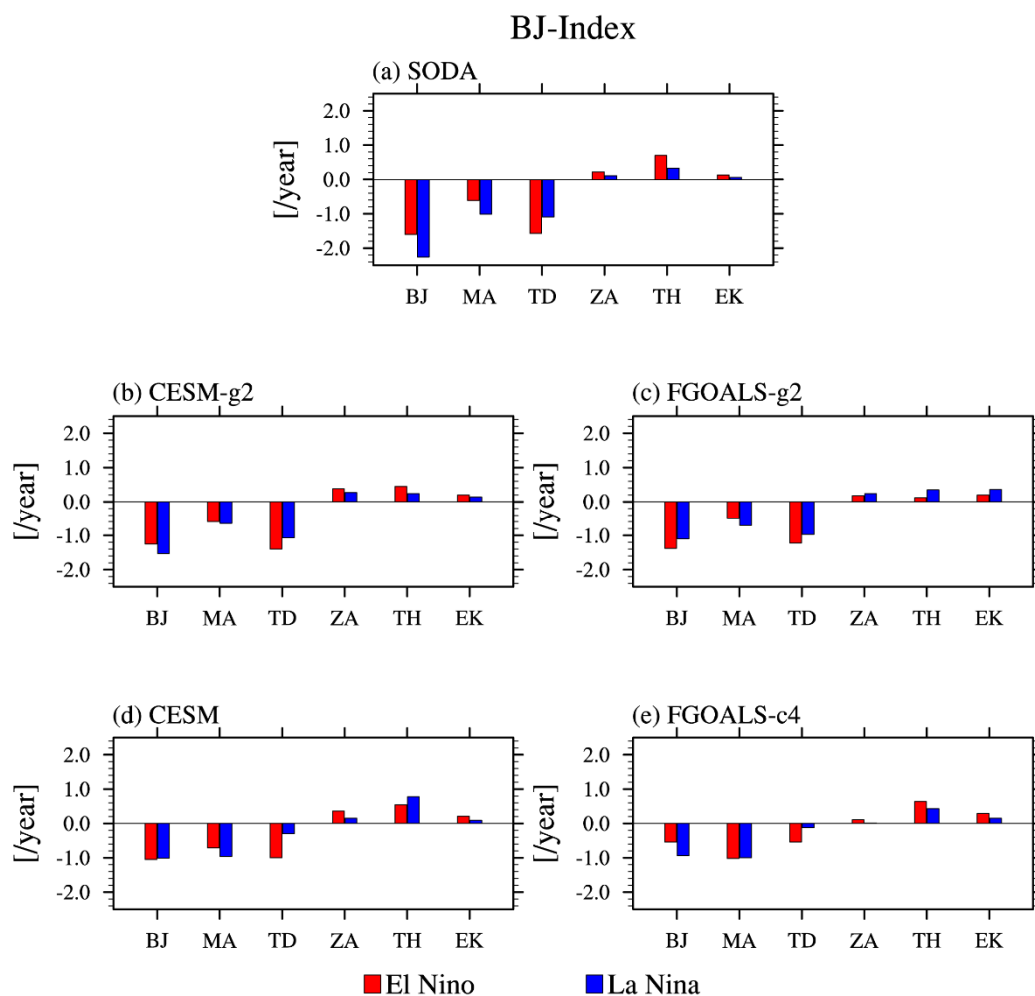 BJ-Index
(a) SODA
[/year]
2.0
1.0
0.0
-1.0
-2.0
BJ MA TD ZA TH EK
(b) CESM-g2
[/year]
2.0
1.0
0.0
-1.0
-2.0
BJ MA TD ZA TH EK
(c) FGOALS-g2
[/year]
2.0
1.0
0.0
-1.0
-2.0
BJ MA TD ZA TH EK
(d) CESM
[/year]
2.0
1.0
0.0
-1.0
-2.0
BJ MA TD ZA TH EK
(e) FGOALS-c4
[/year]
2.0
1.0
0.0
-1.0
-2.0
BJ MA TD ZA TH EK
El Nino La Nina